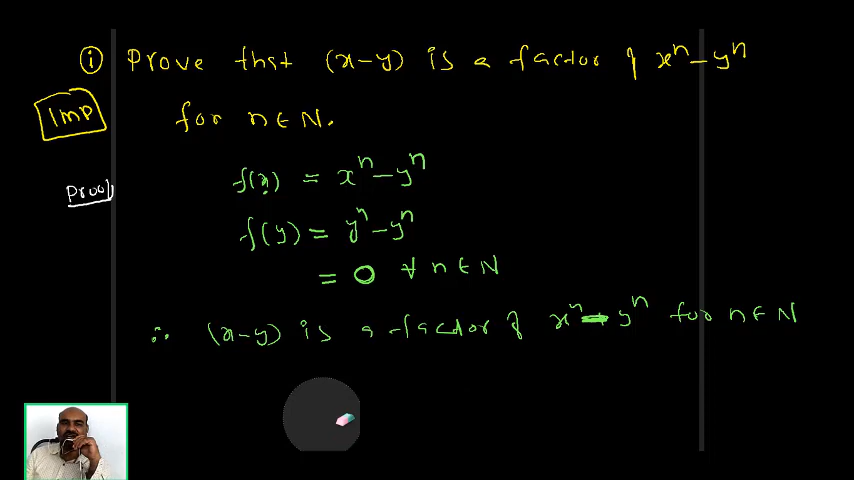 (i) Prove that (x-y) is a factor of xⁿ-yⁿ
Imp
for n∈N.
Proof
f(x) = xⁿ-yⁿ
f(y) = yⁿ-yⁿ
= 0 ∀ n∈N
∴ (x-y) is a factor of xⁿ-yⁿ for n∈N